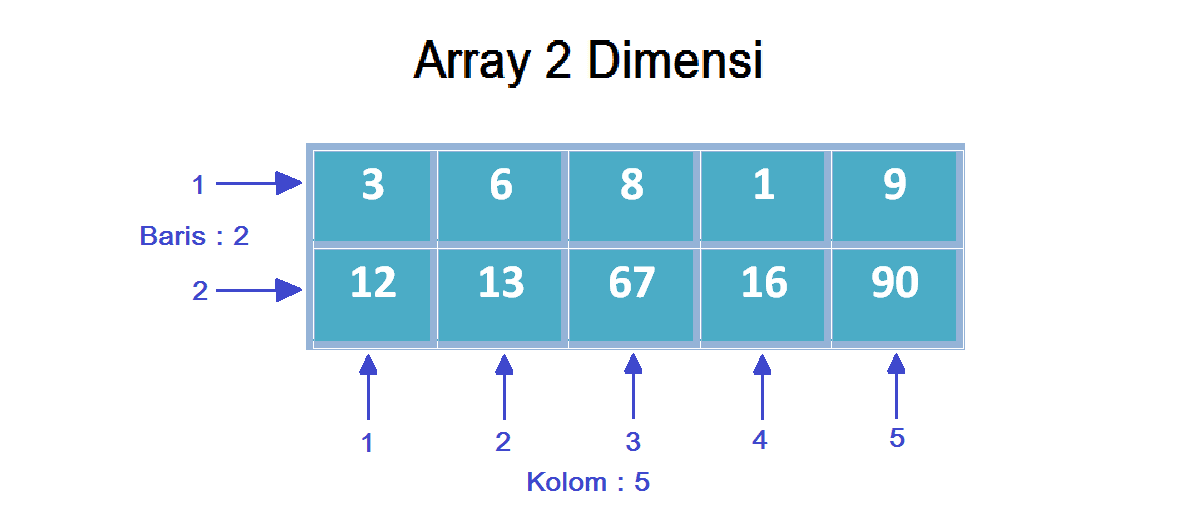 Array 2 Dimensi
1 3 6 8 1 9
Baris : 2
2 12 13 67 16 90
1 2 3 4 5
Kolom : 5